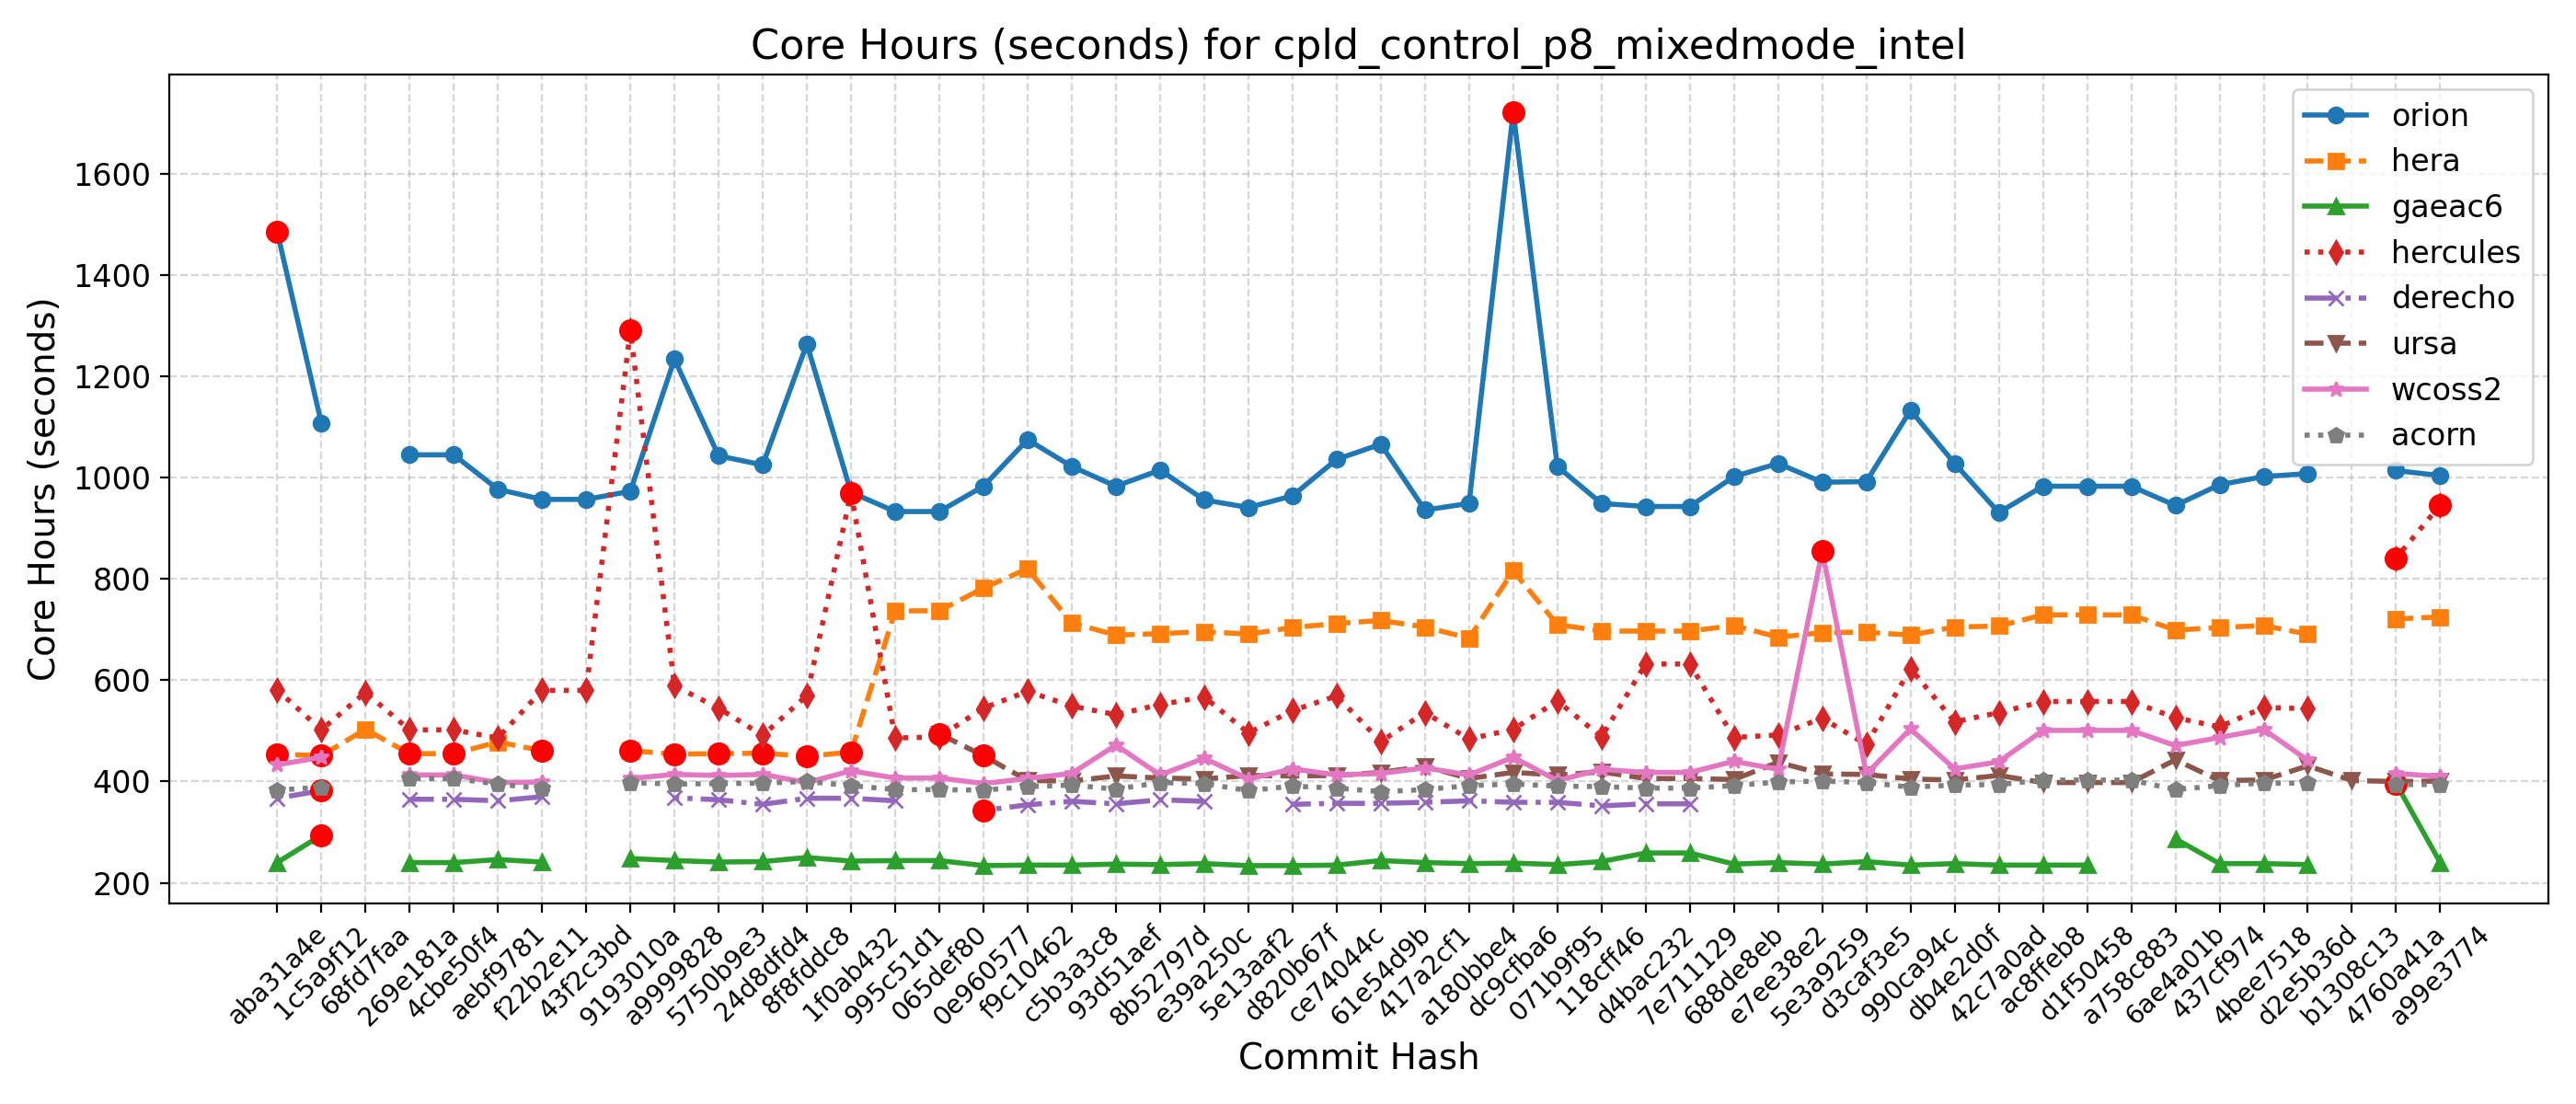 Core Hours (seconds) for cpld_control_p8_mixedmode_intel
Core Hours (seconds)
1600
1400
1200
1000
800
600
400
200
orion
hera
gaeac6
hercules
derecho
ursa
wcoss2
acorn
aba31a4e
1c5a9f12
68fd7faa
269e181a
4cbe50f4
aebf9781
f22b2e11
43f2c3bd
9193010a
a9999828
5750b9e3
24d8dfd4
8f8fddc8
1f0ab432
995c51d1
065def80
0e960577
f9c10462
c5b3a3c8
93d51aef
8b52797d
e39a250c
5e13aaf2
d820b67f
ce74044c
61e54d9b
417a2cf1
a180bbe4
dc9cfba6
071b9f95
118cff46
d4bac232
7e711129
688de8eb
e7ee38e2
5e3a9259
d3caf3e5
990ca94c
db4e2d0f
42c7a0ad
ac8ffeb8
d1f50458
a758c883
6ae4a01b
437cf974
4bee7518
d2e5b36d
b1308c13
4760a41a
a99e3774
Commit Hash